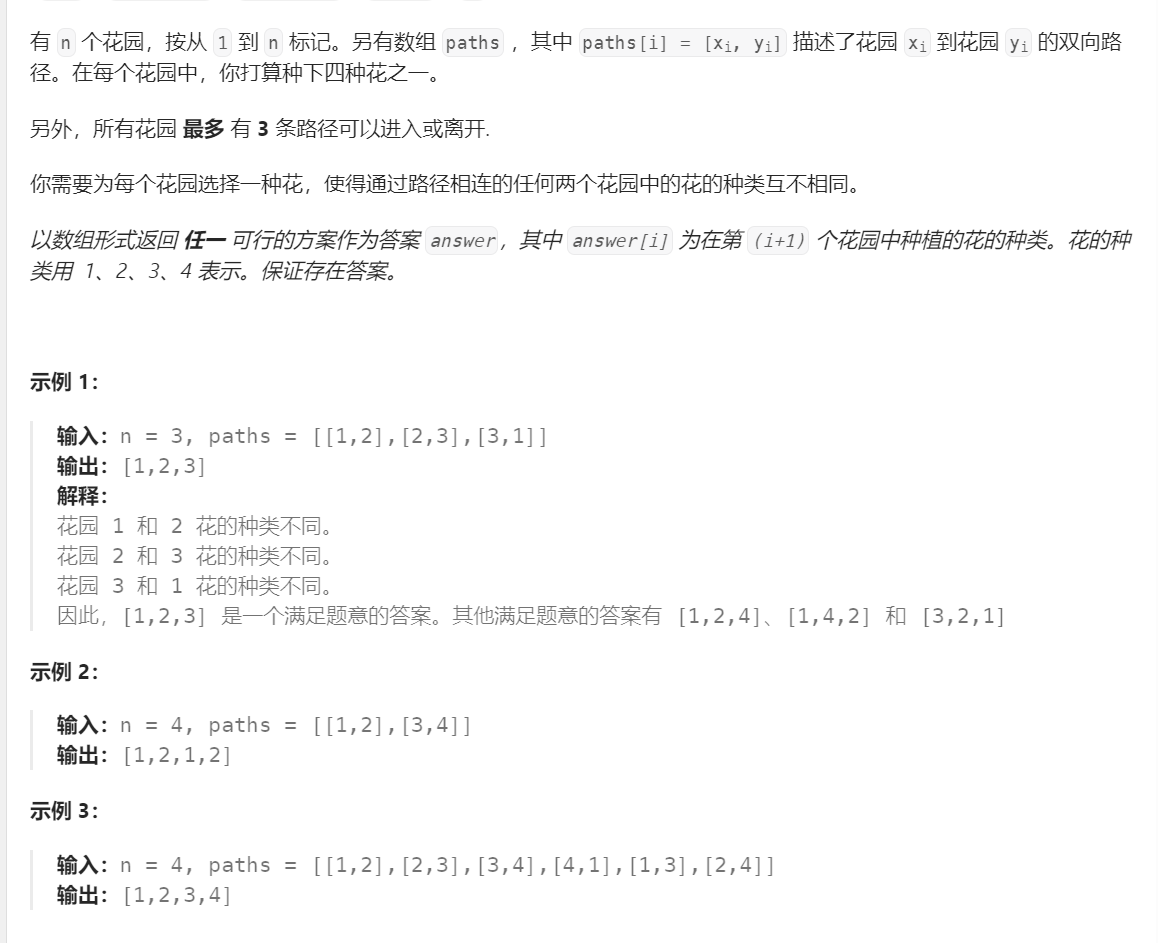 有 n 个花园，按从 1 到 n 标记。另有数组 paths ，其中 paths[i] = [xi, yi] 描述了花园 xi 到花园 yi 的双向路
径。在每个花园中，你打算种下四种花之一。
另外，所有花园 最多 有 3 条路径可以进入或离开.
你需要为每个花园选择一种花，使得通过路径相连的任何两个花园中的花的种类互不相同。
以数组形式返回 任一 可行的方案作为答案 answer，其中 answer[i] 为在第 (i+1) 个花园中种植的花的种类。花的种
类用 1、2、3、4 表示。保证存在答案。
示例 1：
输入：n = 3, paths = [[1,2],[2,3],[3,1]]
输出：[1,2,3]
解释：
花园 1 和 2 花的种类不同。
花园 2 和 3 花的种类不同。
花园 3 和 1 花的种类不同。
因此，[1,2,3] 是一个满足题意的答案。其他满足题意的答案有 [1,2,4]、[1,4,2] 和 [3,2,1]
示例 2：
输入：n = 4, paths = [[1,2],[3,4]]
输出：[1,2,1,2]
示例 3：
输入：n = 4, paths = [[1,2],[2,3],[3,4],[4,1],[1,3],[2,4]]
输出：[1,2,3,4]